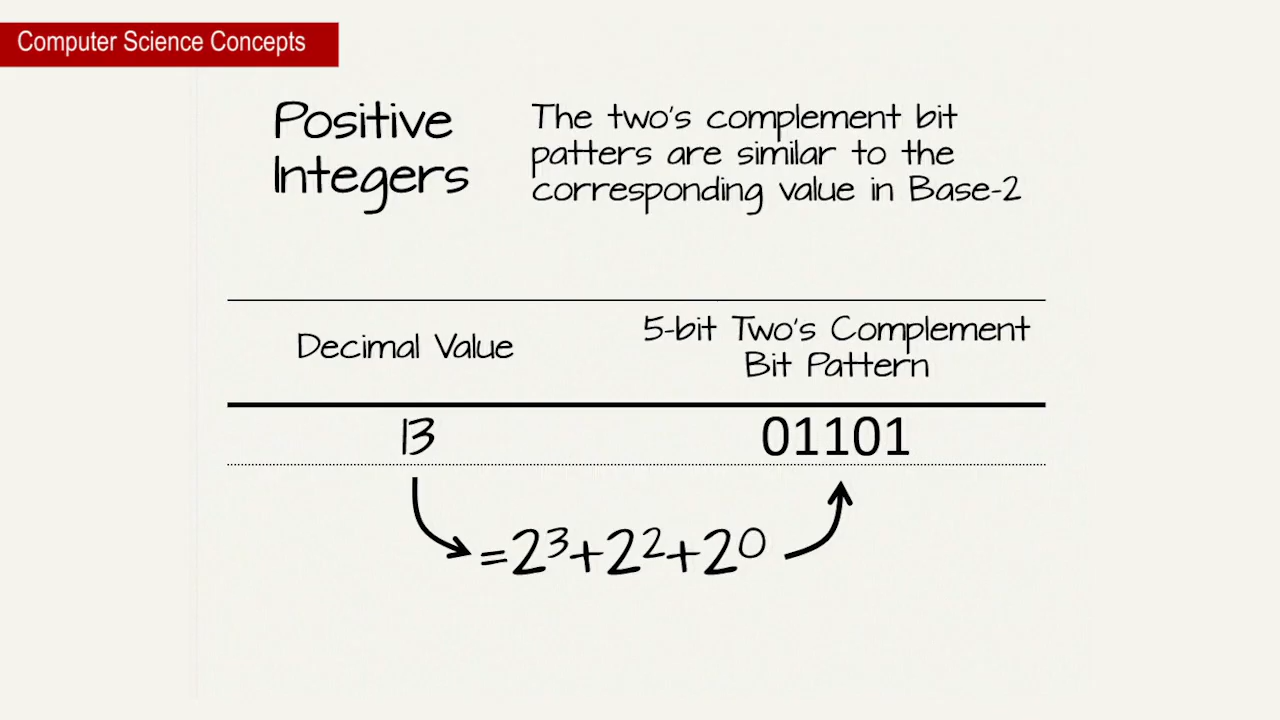 Computer Science Concepts
Positive
Integers
The two's complement bit
patters are similar to the
corresponding value in Base-2
Decimal Value
5-bit Two's Complement
Bit Pattern
13
01101
=2³+2²+2⁰